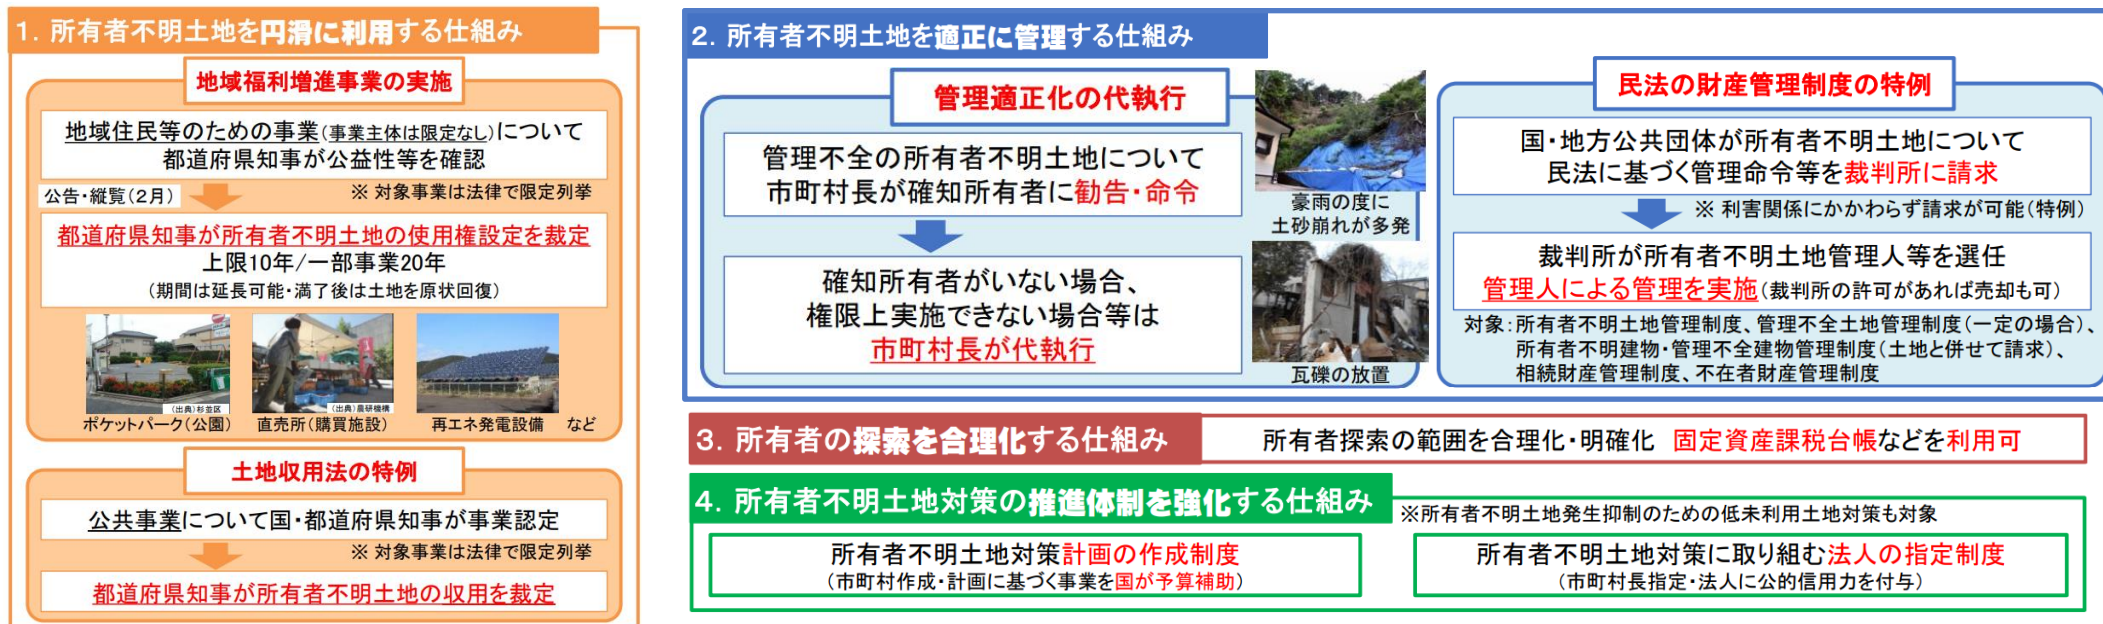 1. 所有者不明土地を円滑に利用する仕組み
地域福利増進事業の実施
地域住民等のための事業(事業主体は限定なし)について
都道府県知事が公益性等を確認
公告・縦覧(2月)
※ 対象事業は法律で限定列挙
都道府県知事が所有者不明土地の使用権設定を裁定
上限10年/一部事業20年
(期間は延長可能・満了後は土地を原状回復)
(出典)杉並区
(出典)農研機構
ポケットパーク(公園)
直売所(購買施設)
再エネ発電設備 など
土地収用法の特例
公共事業について国・都道府県知事が事業認定
※ 対象事業は法律で限定列挙
都道府県知事が所有者不明土地の収用を裁定
2. 所有者不明土地を適正に管理する仕組み
管理適正化の代執行
管理不全の所有者不明土地について
市町村長が確知所有者に勧告・命令
確知所有者がいない場合、
権限上実施できない場合等は
市町村長が代執行
豪雨の度に
土砂崩れが多発
瓦礫の放置
民法の財産管理制度の特例
国・地方公共団体が所有者不明土地について
民法に基づく管理命令等を裁判所に請求
※ 利害関係にかかわらず請求が可能(特例)
裁判所が所有者不明土地管理人等を選任
管理人による管理を実施(裁判所の許可があれば売却も可)
対象:所有者不明土地管理制度、管理不全土地管理制度(一定の場合)、
所有者不明建物・管理不全建物管理制度(土地と併せて請求)、
相続財産管理制度、不在者財産管理制度
3. 所有者の探索を合理化する仕組み
所有者探索の範囲を合理化・明確化 固定資産課税台帳などを利用可
4. 所有者不明土地対策の推進体制を強化する仕組み
※所有者不明土地発生抑制のための低未利用土地対策も対象
所有者不明土地対策計画の作成制度
(市町村作成・計画に基づく事業を国が予算補助)
所有者不明土地対策に取り組む法人の指定制度
(市町村長指定・法人に公的信用力を付与)